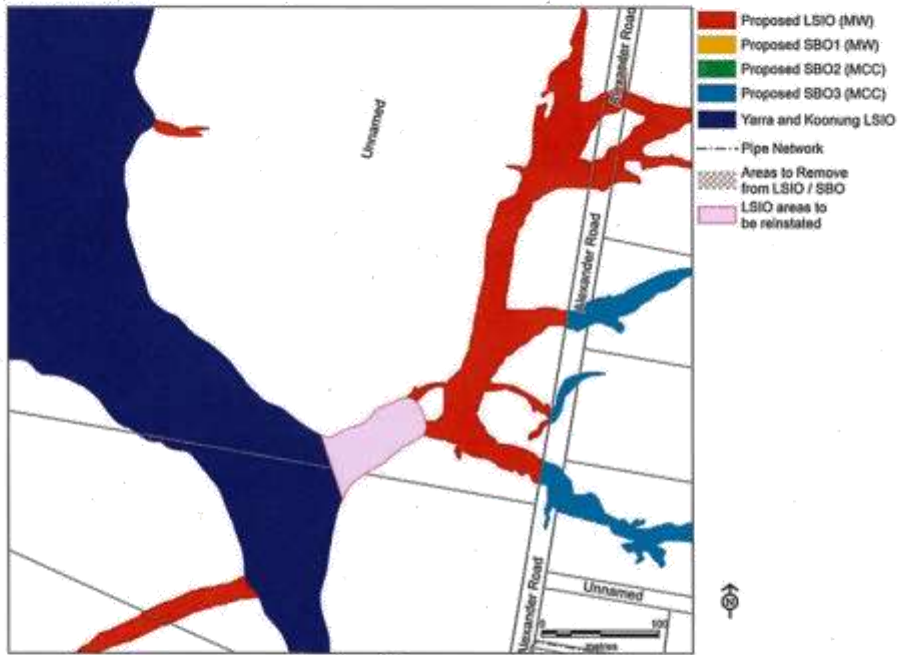 Alexander Road
Unnamed
Alexander Road
Alexander Road
Unnamed
0 100
metres
Proposed LSIO (MW)
Proposed SBO1 (MW)
Proposed SBO2 (MCC)
Proposed SBO3 (MCC)
Yarra and Koonung LSIO
Pipe Network
Areas to Remove
from LSIO / SBO
LSIO areas to
be reinstated
N